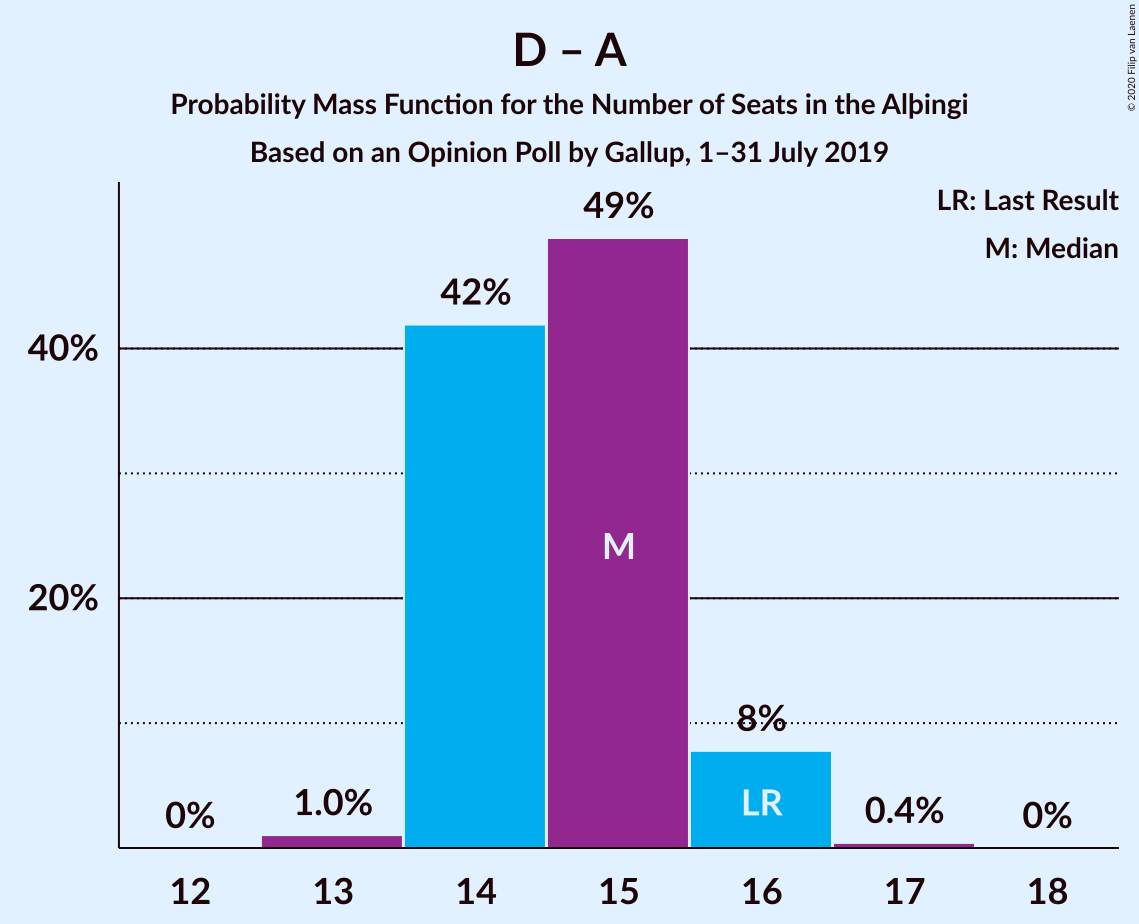 D – A
Probability Mass Function for the Number of Seats in the Alþingi
Based on an Opinion Poll by Gallup, 1–31 July 2019
© 2020 Filip van Laenen
LR: Last Result
M: Median
49%
42%
40%
M
20%
8%
LR
0%
1.0%
0.4%
0%
12
13
14
15
16
17
18